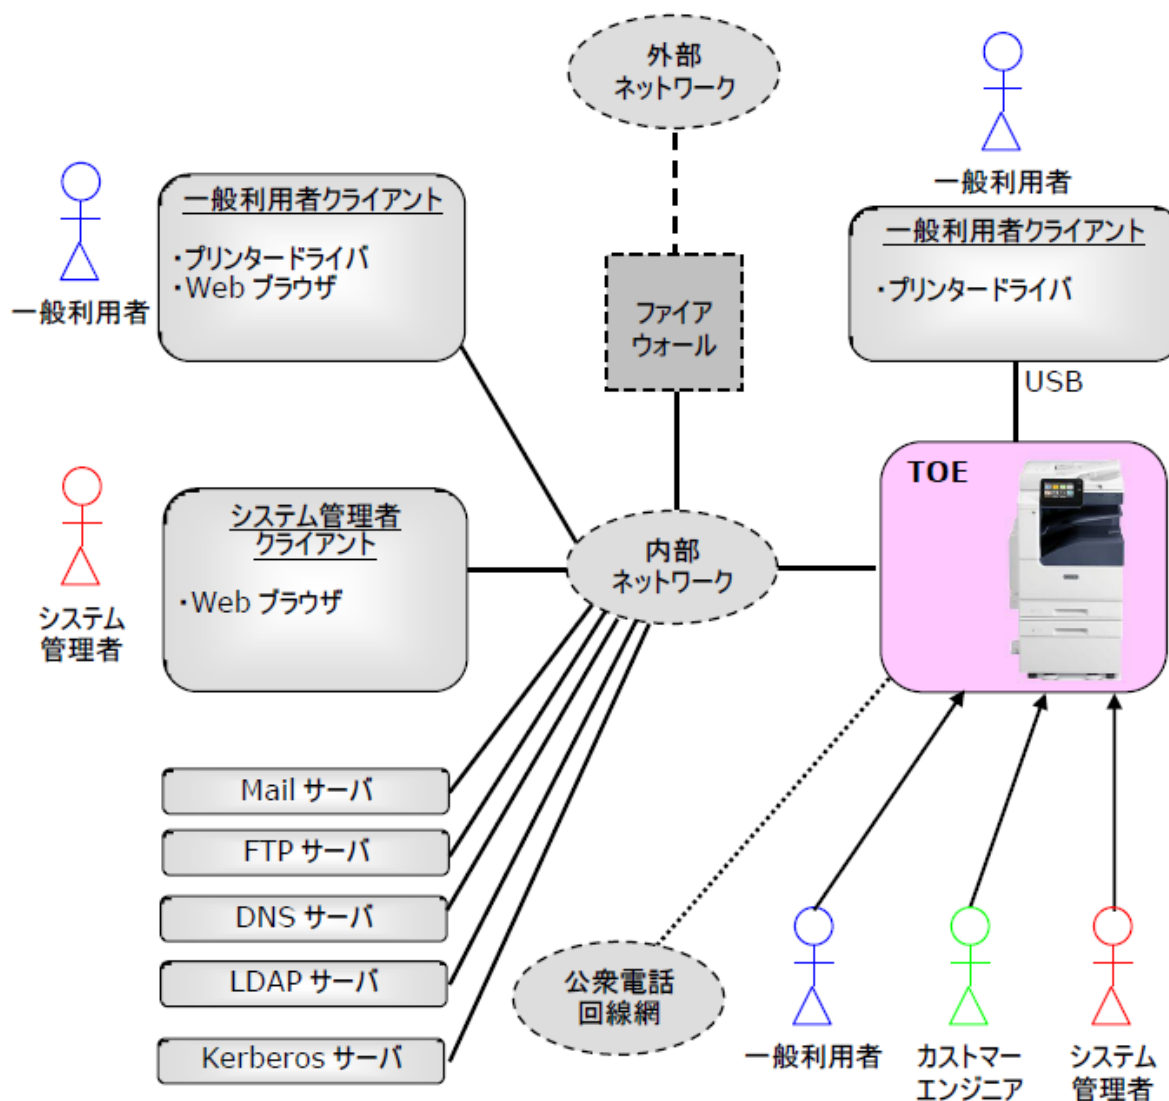 外部
ネットワーク
一般利用者
一般利用者クライアント
・プリンタードライバ
・Web ブラウザ
一般利用者
一般利用者クライアント
・プリンタードライバ
ファイア
ウォール
USB
TOE
システム管理者
クライアント
・Web ブラウザ
システム
管理者
内部
ネットワーク
Mail サーバ
FTP サーバ
DNS サーバ
LDAP サーバ
Kerberos サーバ
公衆電話
回線網
一般利用者
カストマー
エンジニア
システム
管理者